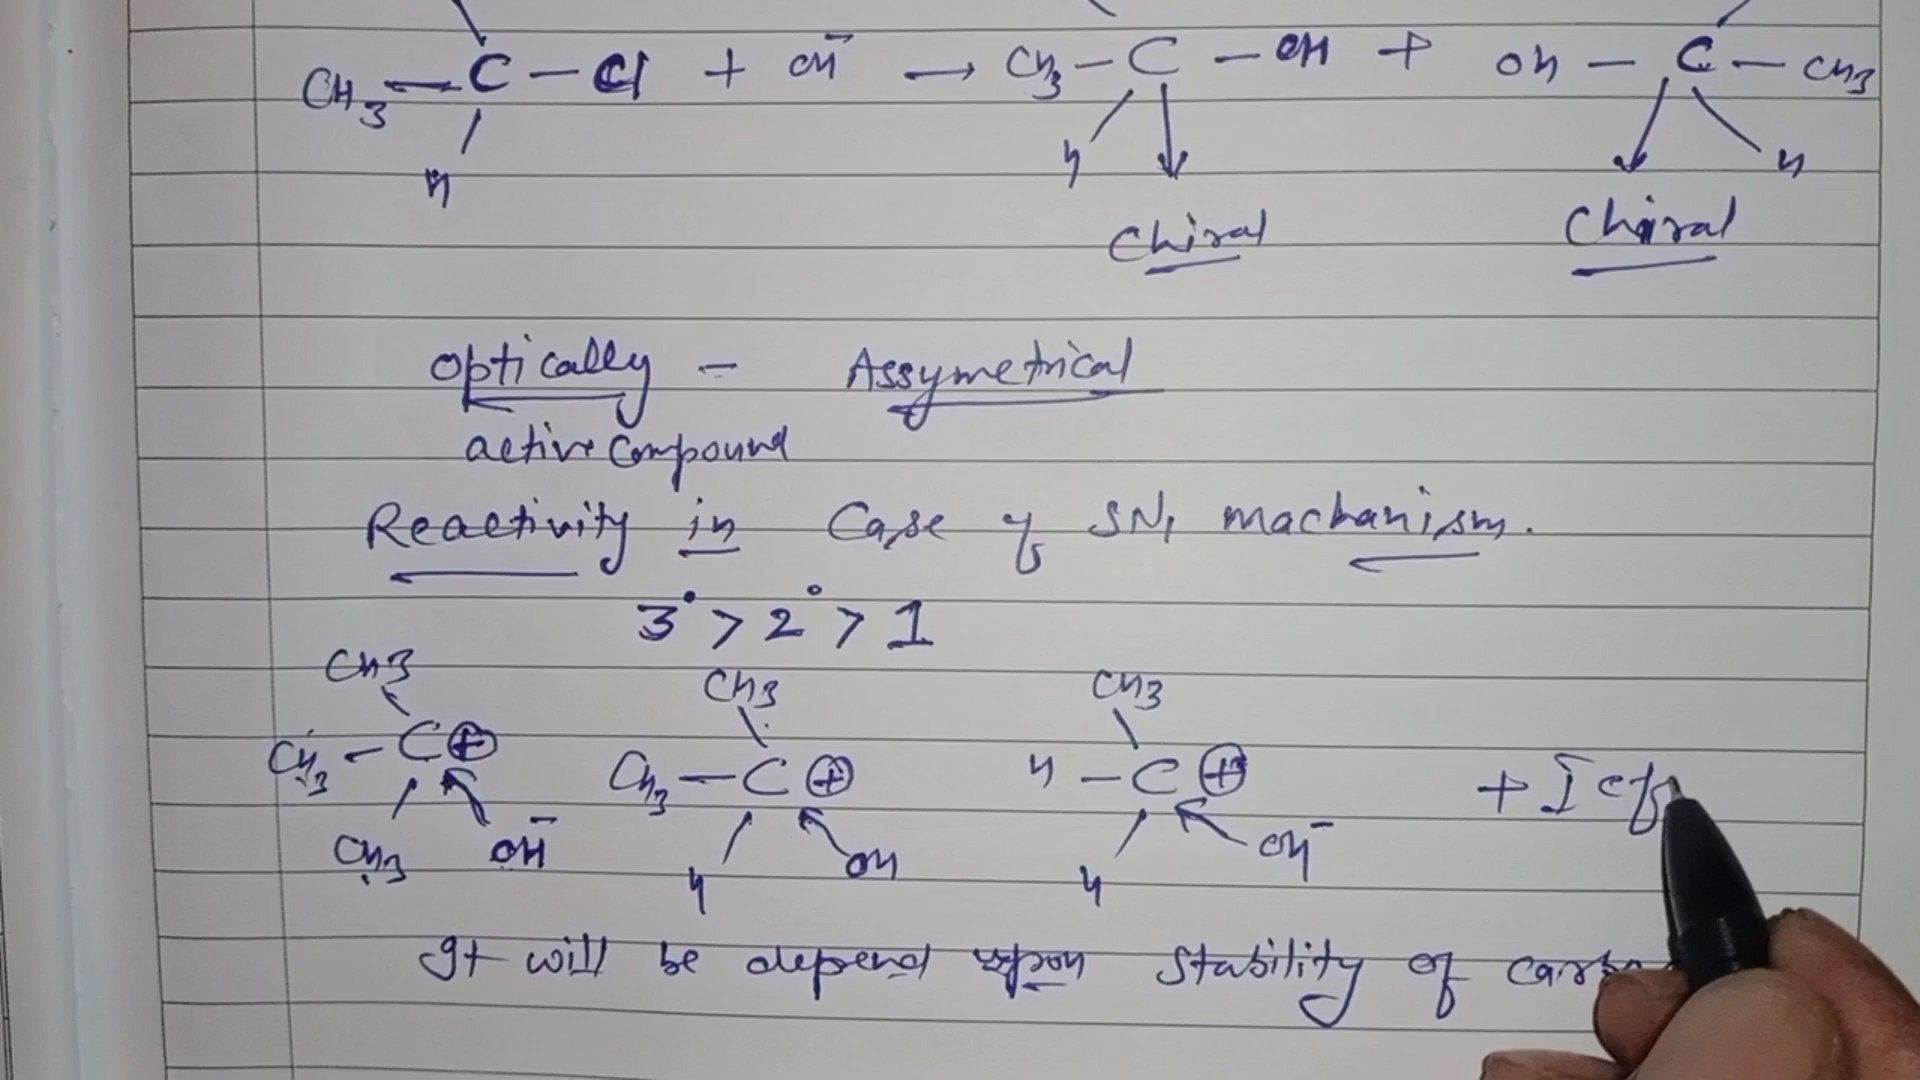 CH3 — C — Cl + OH⁻ → CH3 — C — OH + OH — C — CH3
H H H
Chiral Chiral
Optically – Assymetrical
active Compound
Reactivity in Case of SN1 machanism.
3° > 2° > 1
CH3 CH3 CH3
CH3 — C⊕ CH3 — C⊕ H — C⊕ + I eff
CH3 OH⁻ H OH H OH⁻
It will be depend upon Stability of